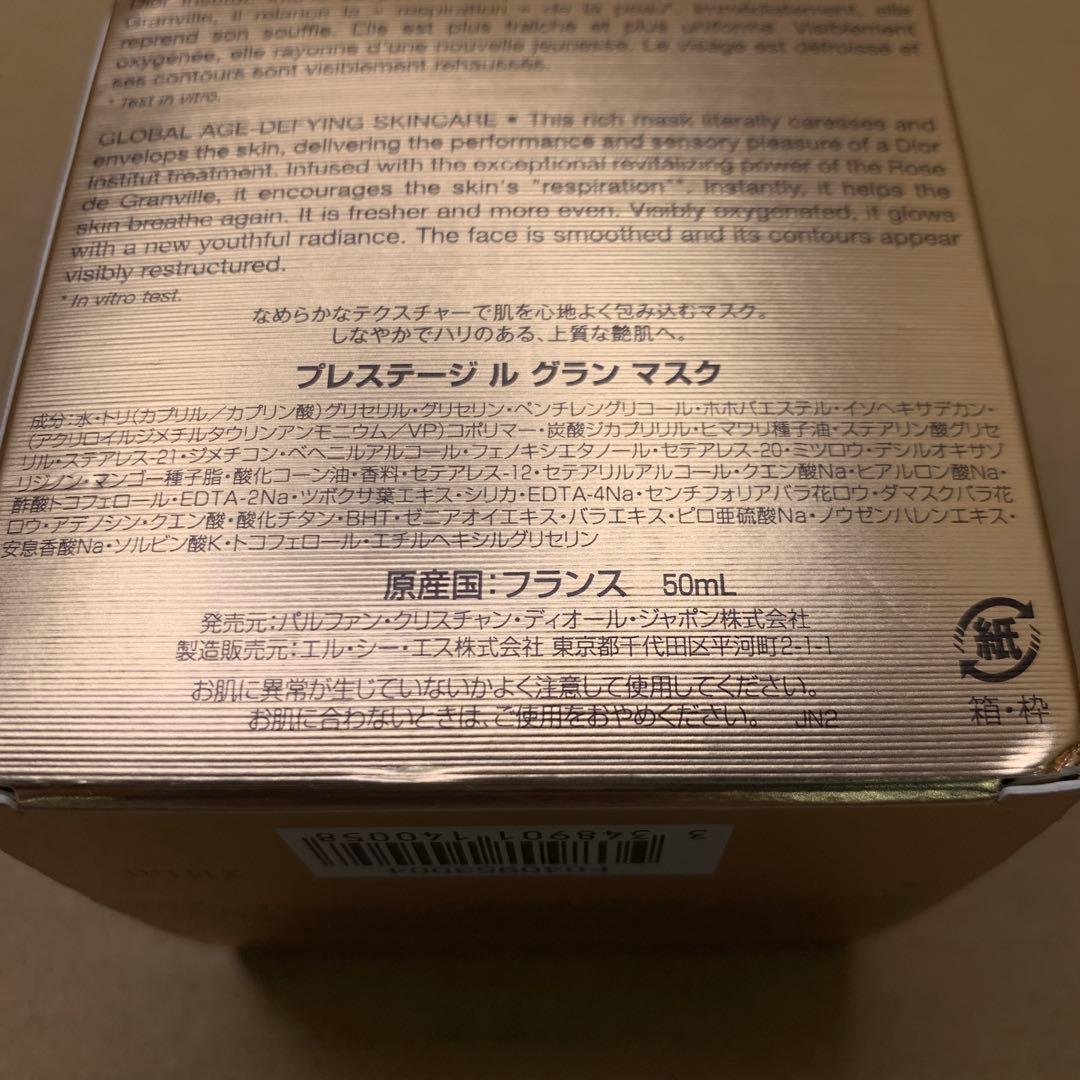 Granville, il relance la " respiration " de la peau*. Immédiatement, elle
reprend son souffle. Elle est plus fraîche et plus uniforme. Visiblement
oxygénée, elle rayonne d'une nouvelle jeunesse. Le visage est défroissé et
ses contours sont visiblement rehaussés.
* Test in vitro.
GLOBAL AGE-DEFYING SKINCARE • This rich mask literally caresses and
envelops the skin, delivering the performance and sensory pleasure of a Dior
Institut treatment. Infused with the exceptional revitalizing power of the Rose
de Granville, it encourages the skin's "respiration"*. Instantly, it helps the
skin breathe again. It is fresher and more even. Visibly oxygenated, it glows
with a new youthful radiance. The face is smoothed and its contours appear
visibly restructured.
* In vitro test.
なめらかなテクスチャーで肌を心地よく包み込むマスク。
しなやかでハリのある、上質な艶肌へ。
プレステージ ル グラン マスク
成分:水・トリ(カプリル/カプリン酸)グリセリル・グリセリン・ペンチレングリコール・ホホバエステル・イソヘキサデカン・
(アクリロイルジメチルタウリンアンモニウム/VP)コポリマー・炭酸ジカプリリル・ヒマワリ種子油・ステアリン酸グリセ
リル・ステアレス-21・ジメチコン・ベヘニルアルコール・フェノキシエタノール・セテアレス-20・ミツロウ・デシルオキサゾ
リジノン・マンゴー種子脂・酸化コーン油・香料・セテアレス-12・セテアリルアルコール・クエン酸Na・ヒアルロン酸Na・
酢酸トコフェロール・EDTA-2Na・ツボクサ葉エキス・シリカ・EDTA-4Na・センチフォリアバラ花ロウ・ダマスクバラ花
ロウ・アデノシン・クエン酸・酸化チタン・BHT・ゼニアオイエキス・バラエキス・ピロ亜硫酸Na・ノウゼンハレンエキス・
安息香酸Na・ソルビン酸K・トコフェロール・エチルヘキシルグリセリン
原産国:フランス 50mL
発売元:パルファン・クリスチャン・ディオール・ジャポン株式会社
製造販売元:エル・シー・エス株式会社 東京都千代田区平河町2-1-1
お肌に異常が生じていないかよく注意して使用してください。
お肌に合わないときは、ご使用をおやめください。 JN2
紙
箱・枠
3 348901 140058
F040953004